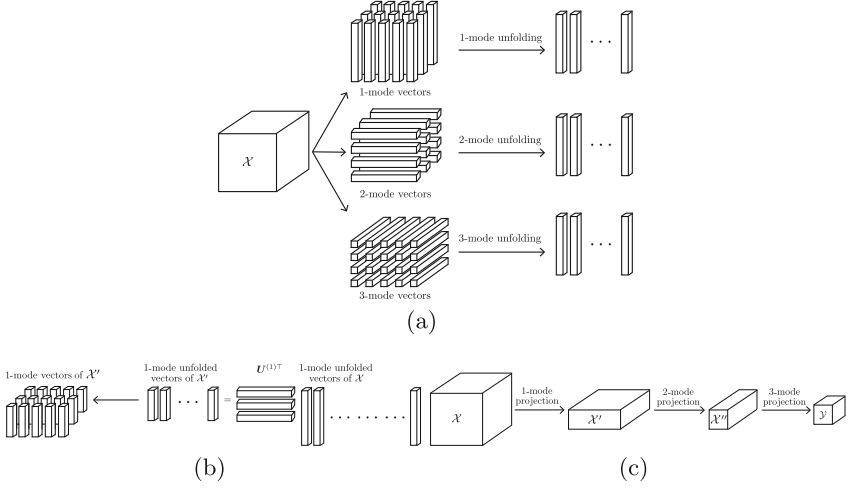 1-mode unfolding
. . .
1-mode vectors
𝒳
2-mode unfolding
. . .
2-mode vectors
3-mode unfolding
. . .
3-mode vectors
(a)
1-mode vectors of 𝒳′
1-mode unfolded
vectors of 𝒳′
. . .
=
U⁽¹⁾ᵀ
1-mode unfolded
vectors of 𝒳
. . . . . . . . .
(b)
𝒳
1-mode
projection
𝒳′
2-mode
projection
𝒳′′
3-mode
projection
𝒴
(c)